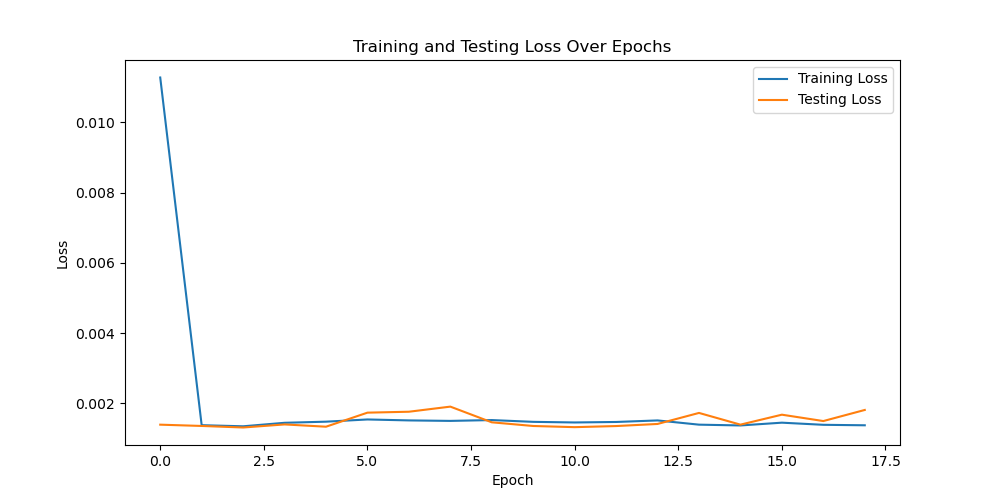 Training and Testing Loss Over Epochs
Training Loss
Testing Loss
0.010
0.008
0.006
0.004
0.002
Loss
0.0 2.5 5.0 7.5 10.0 12.5 15.0 17.5
Epoch